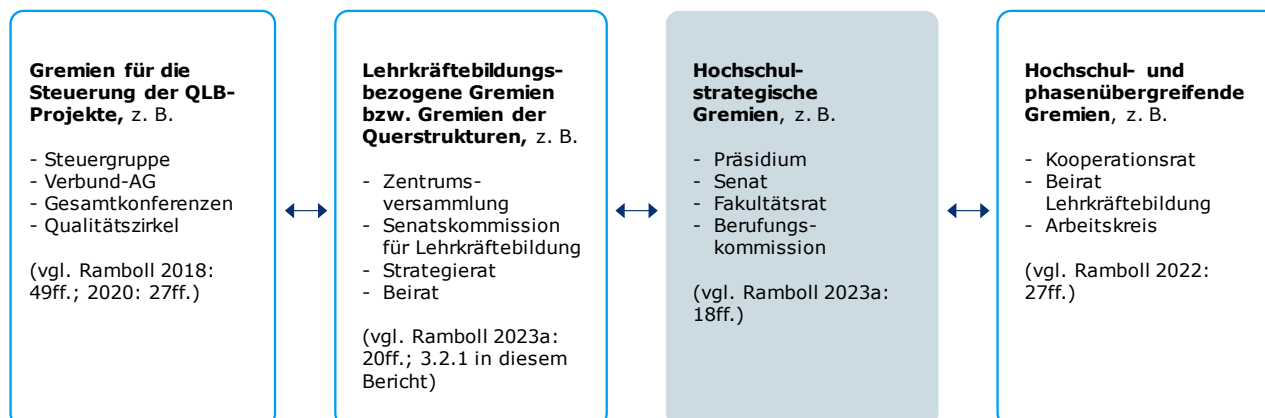 Gremien für die
Steuerung der QLB-
Projekte, z. B.
- Steuergruppe
- Verbund-AG
- Gesamtkonferenzen
- Qualitätszirkel
(vgl. Ramboll 2018:
49ff.; 2020: 27ff.)
Lehrkräftebildungs-
bezogene Gremien
bzw. Gremien der
Querstrukturen, z. B.
- Zentrums-
versammlung
- Senatskommission
für Lehrkräftebildung
- Strategierat
- Beirat
(vgl. Ramboll 2023a:
20ff.; 3.2.1 in diesem
Bericht)
Hochschul-
strategische
Gremien, z. B.
- Präsidium
- Senat
- Fakultätsrat
- Berufungs-
kommission
(vgl. Ramboll 2023a:
18ff.)
Hochschul- und
phasenübergreifende
Gremien, z. B.
- Kooperationsrat
- Beirat
Lehrkräftebildung
- Arbeitskreis
(vgl. Ramboll 2022:
27ff.)